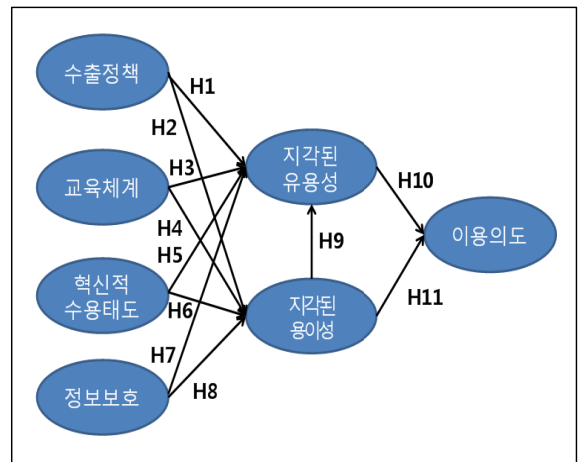 수출정책
H1
H2
지각된
유용성
H3
교육체계
H10
H4
이용의도
H5
H9
혁신적
수용태도
H6
지각된
용이성
H11
H7
정보보호
H8